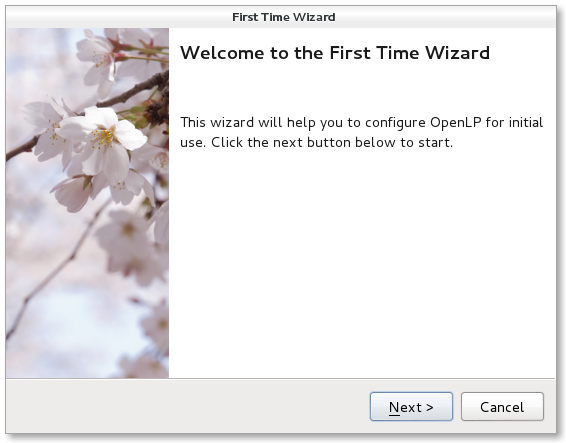 First Time Wizard
Welcome to the First Time Wizard
This wizard will help you to configure OpenLP for initial
use. Click the next button below to start.
Next >
Cancel